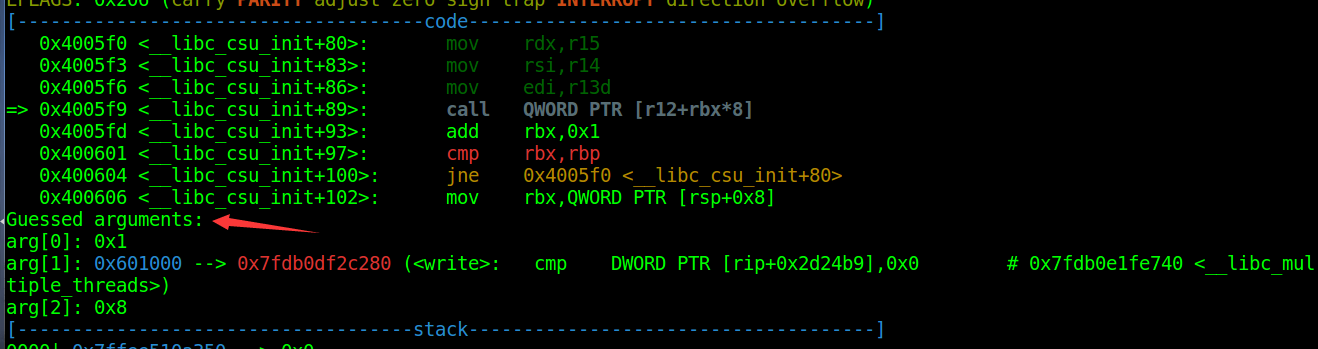 EFLAGS: 0x206 (carry PARITY adjust zero sign trap INTERRUPT direction overflow)
[-------------------------------------code-------------------------------------]
   0x4005f0 <__libc_csu_init+80>:	mov    rdx,r15
   0x4005f3 <__libc_csu_init+83>:	mov    rsi,r14
   0x4005f6 <__libc_csu_init+86>:	mov    edi,r13d
=> 0x4005f9 <__libc_csu_init+89>:	call   QWORD PTR [r12+rbx*8]
   0x4005fd <__libc_csu_init+93>:	add    rbx,0x1
   0x400601 <__libc_csu_init+97>:	cmp    rbx,rbp
   0x400604 <__libc_csu_init+100>:	jne    0x4005f0 <__libc_csu_init+80>
   0x400606 <__libc_csu_init+102>:	mov    rbx,QWORD PTR [rsp+0x8]
Guessed arguments:
arg[0]: 0x1
arg[1]: 0x601000 --> 0x7fdb0df2c280 (<write>:	cmp    DWORD PTR [rip+0x2d24b9],0x0        # 0x7fdb0e1fe740 <__libc_mul
tiple_threads>)
arg[2]: 0x8
[------------------------------------stack-------------------------------------]